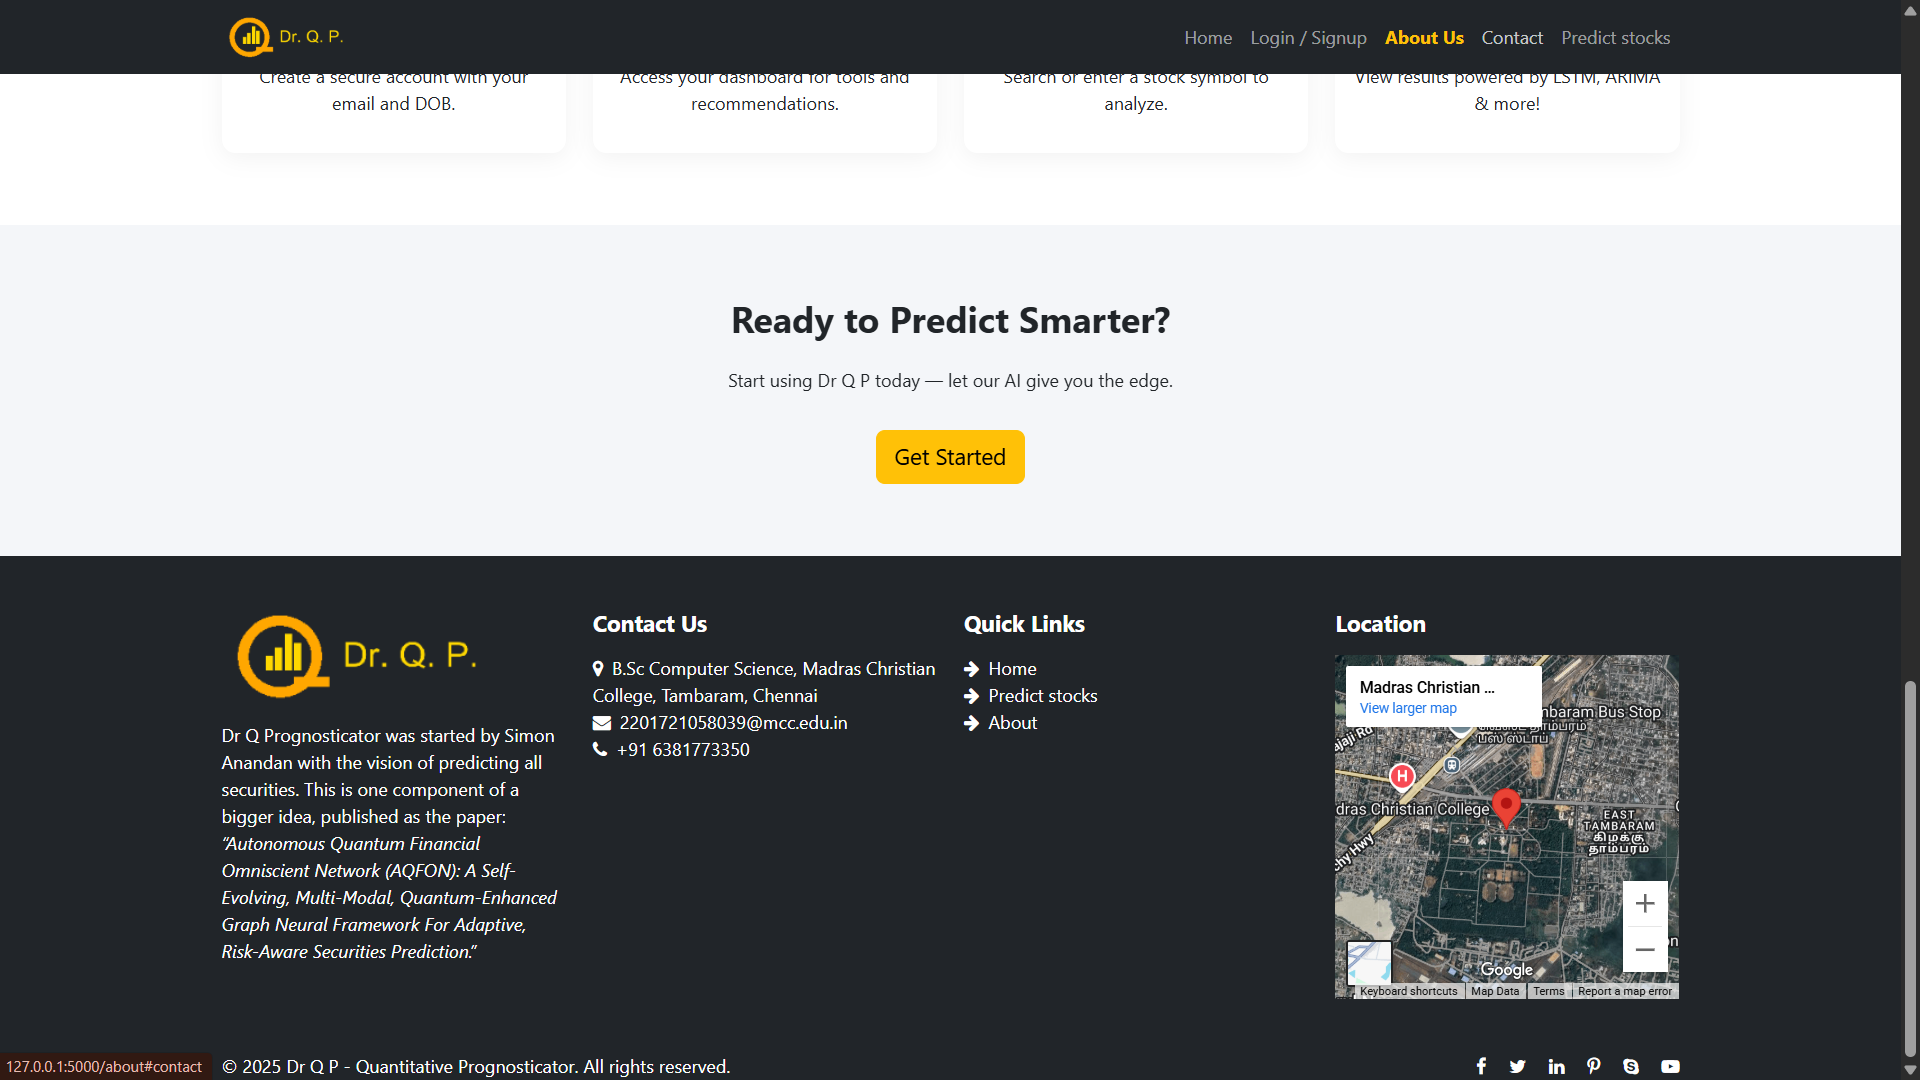 Dr. Q. P.
Home Login / Signup About Us Contact Predict stocks
Create a secure account with your
email and DOB.
Access your dashboard for tools and
recommendations.
Search or enter a stock symbol to
analyze.
View results powered by LSTM, ARIMA
& more!
Ready to Predict Smarter?
Start using Dr Q P today — let our AI give you the edge.
Get Started
Dr. Q. P.
Dr Q Prognosticator was started by Simon
Anandan with the vision of predicting all
securities. This is one component of a
bigger idea, published as the paper:
“Autonomous Quantum Financial
Omniscient Network (AQFON): A Self-
Evolving, Multi-Modal, Quantum-Enhanced
Graph Neural Framework For Adaptive,
Risk-Aware Securities Prediction.”
Contact Us
B.Sc Computer Science, Madras Christian
College, Tambaram, Chennai
2201721058039@mcc.edu.in
+91 6381773350
Quick Links
Home
Predict stocks
About
Location
Madras Christian ...
View larger map
mbaram Bus Stop
பஸ் ஸ்டாப்
ajaji Rd
H
dras Christian College
EAST
TAMBARAM
கிழக்கு
தாம்பரம்
chy Hwy
Google
Keyboard shortcuts Map Data Terms Report a map error
© 2025 Dr Q P - Quantitative Prognosticator. All rights reserved.
127.0.0.1:5000/about#contact